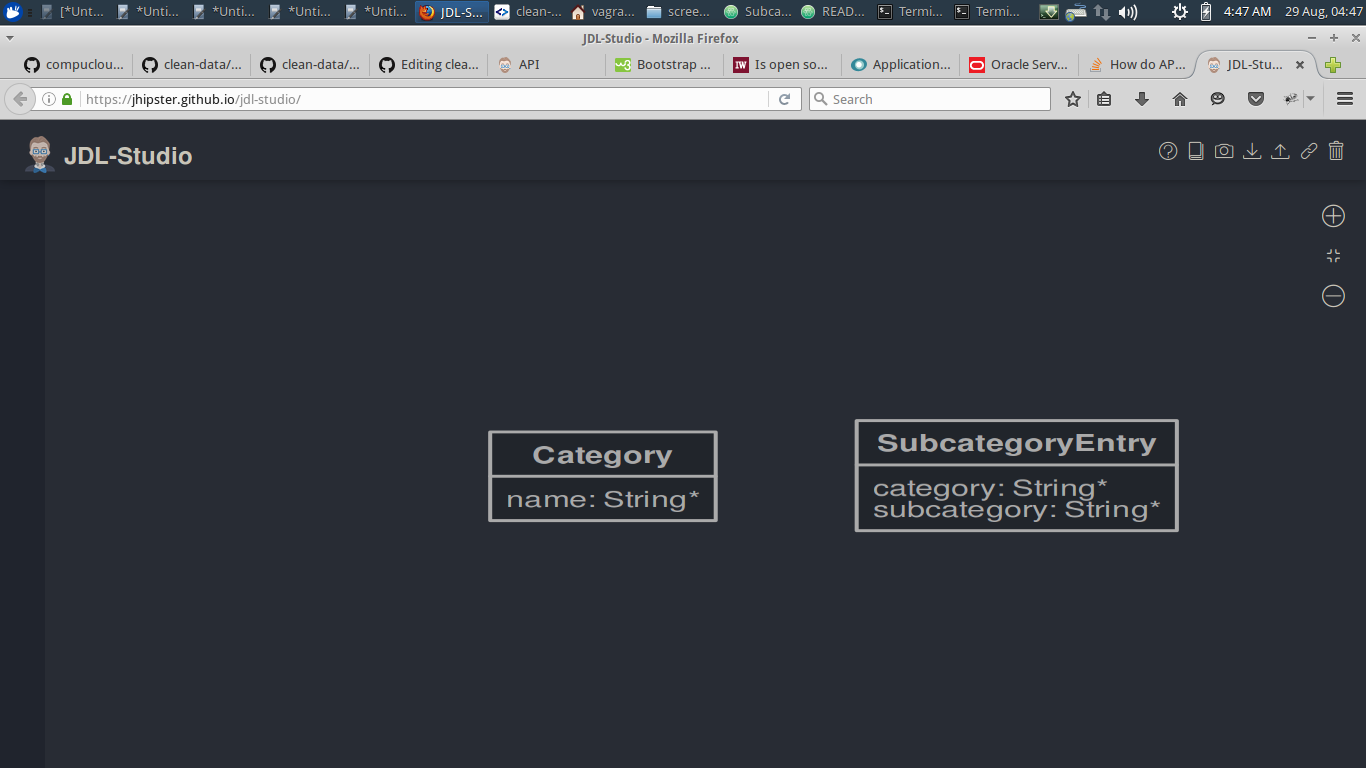 [*Unt... *Unti... *Unti... *Unti... *Unti... JDL-S... clean-... vagra... scree... Subca... READ... Termi... Termi... 4:47 AM 29 Aug, 04:47
JDL-Studio - Mozilla Firefox
compuclou... clean-data/... clean-data/... Editing clea... API Bootstrap ... Is open so... Application... Oracle Serv... How do AP... JDL-Stu...
https://jhipster.github.io/jdl-studio/ Search
JDL-Studio
Category
name: String*
SubcategoryEntry
category: String*
subcategory: String*